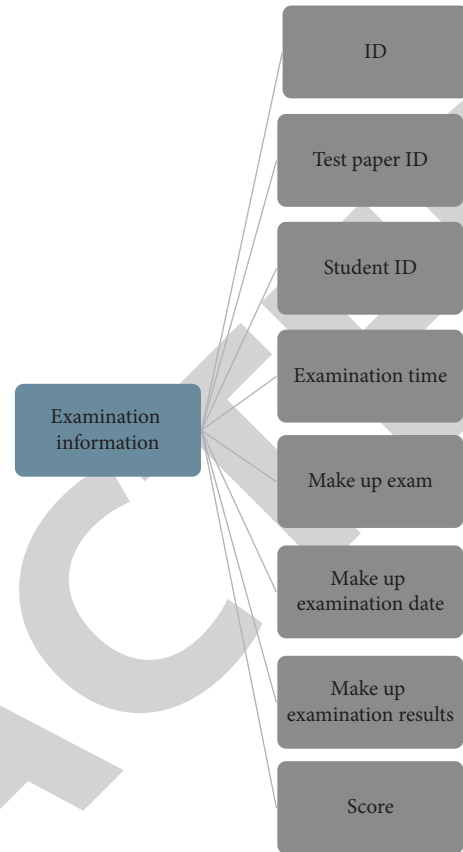 ID
Test paper ID
Student ID
Examination time
Examination
information
Make up exam
Make up
examination date
Make up
examination results
Score